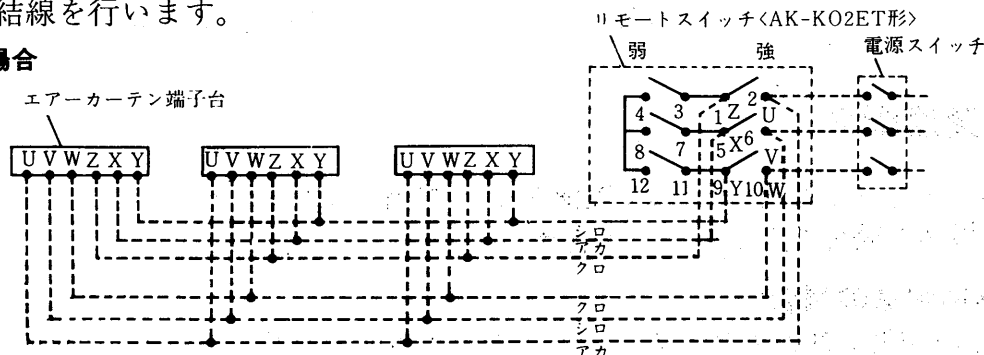 結線を行います。
場合
リモートスイッチ〈AK-KO2ET形〉
弱 強
電源スイッチ
エアーカーテン端子台
U V W Z X Y
U V W Z X Y
U V W Z X Y
4 3 1 Z 2 U
8 7 5 X 6 V
12 11 9 Y 10 W
シロ
アカ
クロ
クロ
シロ
アカ